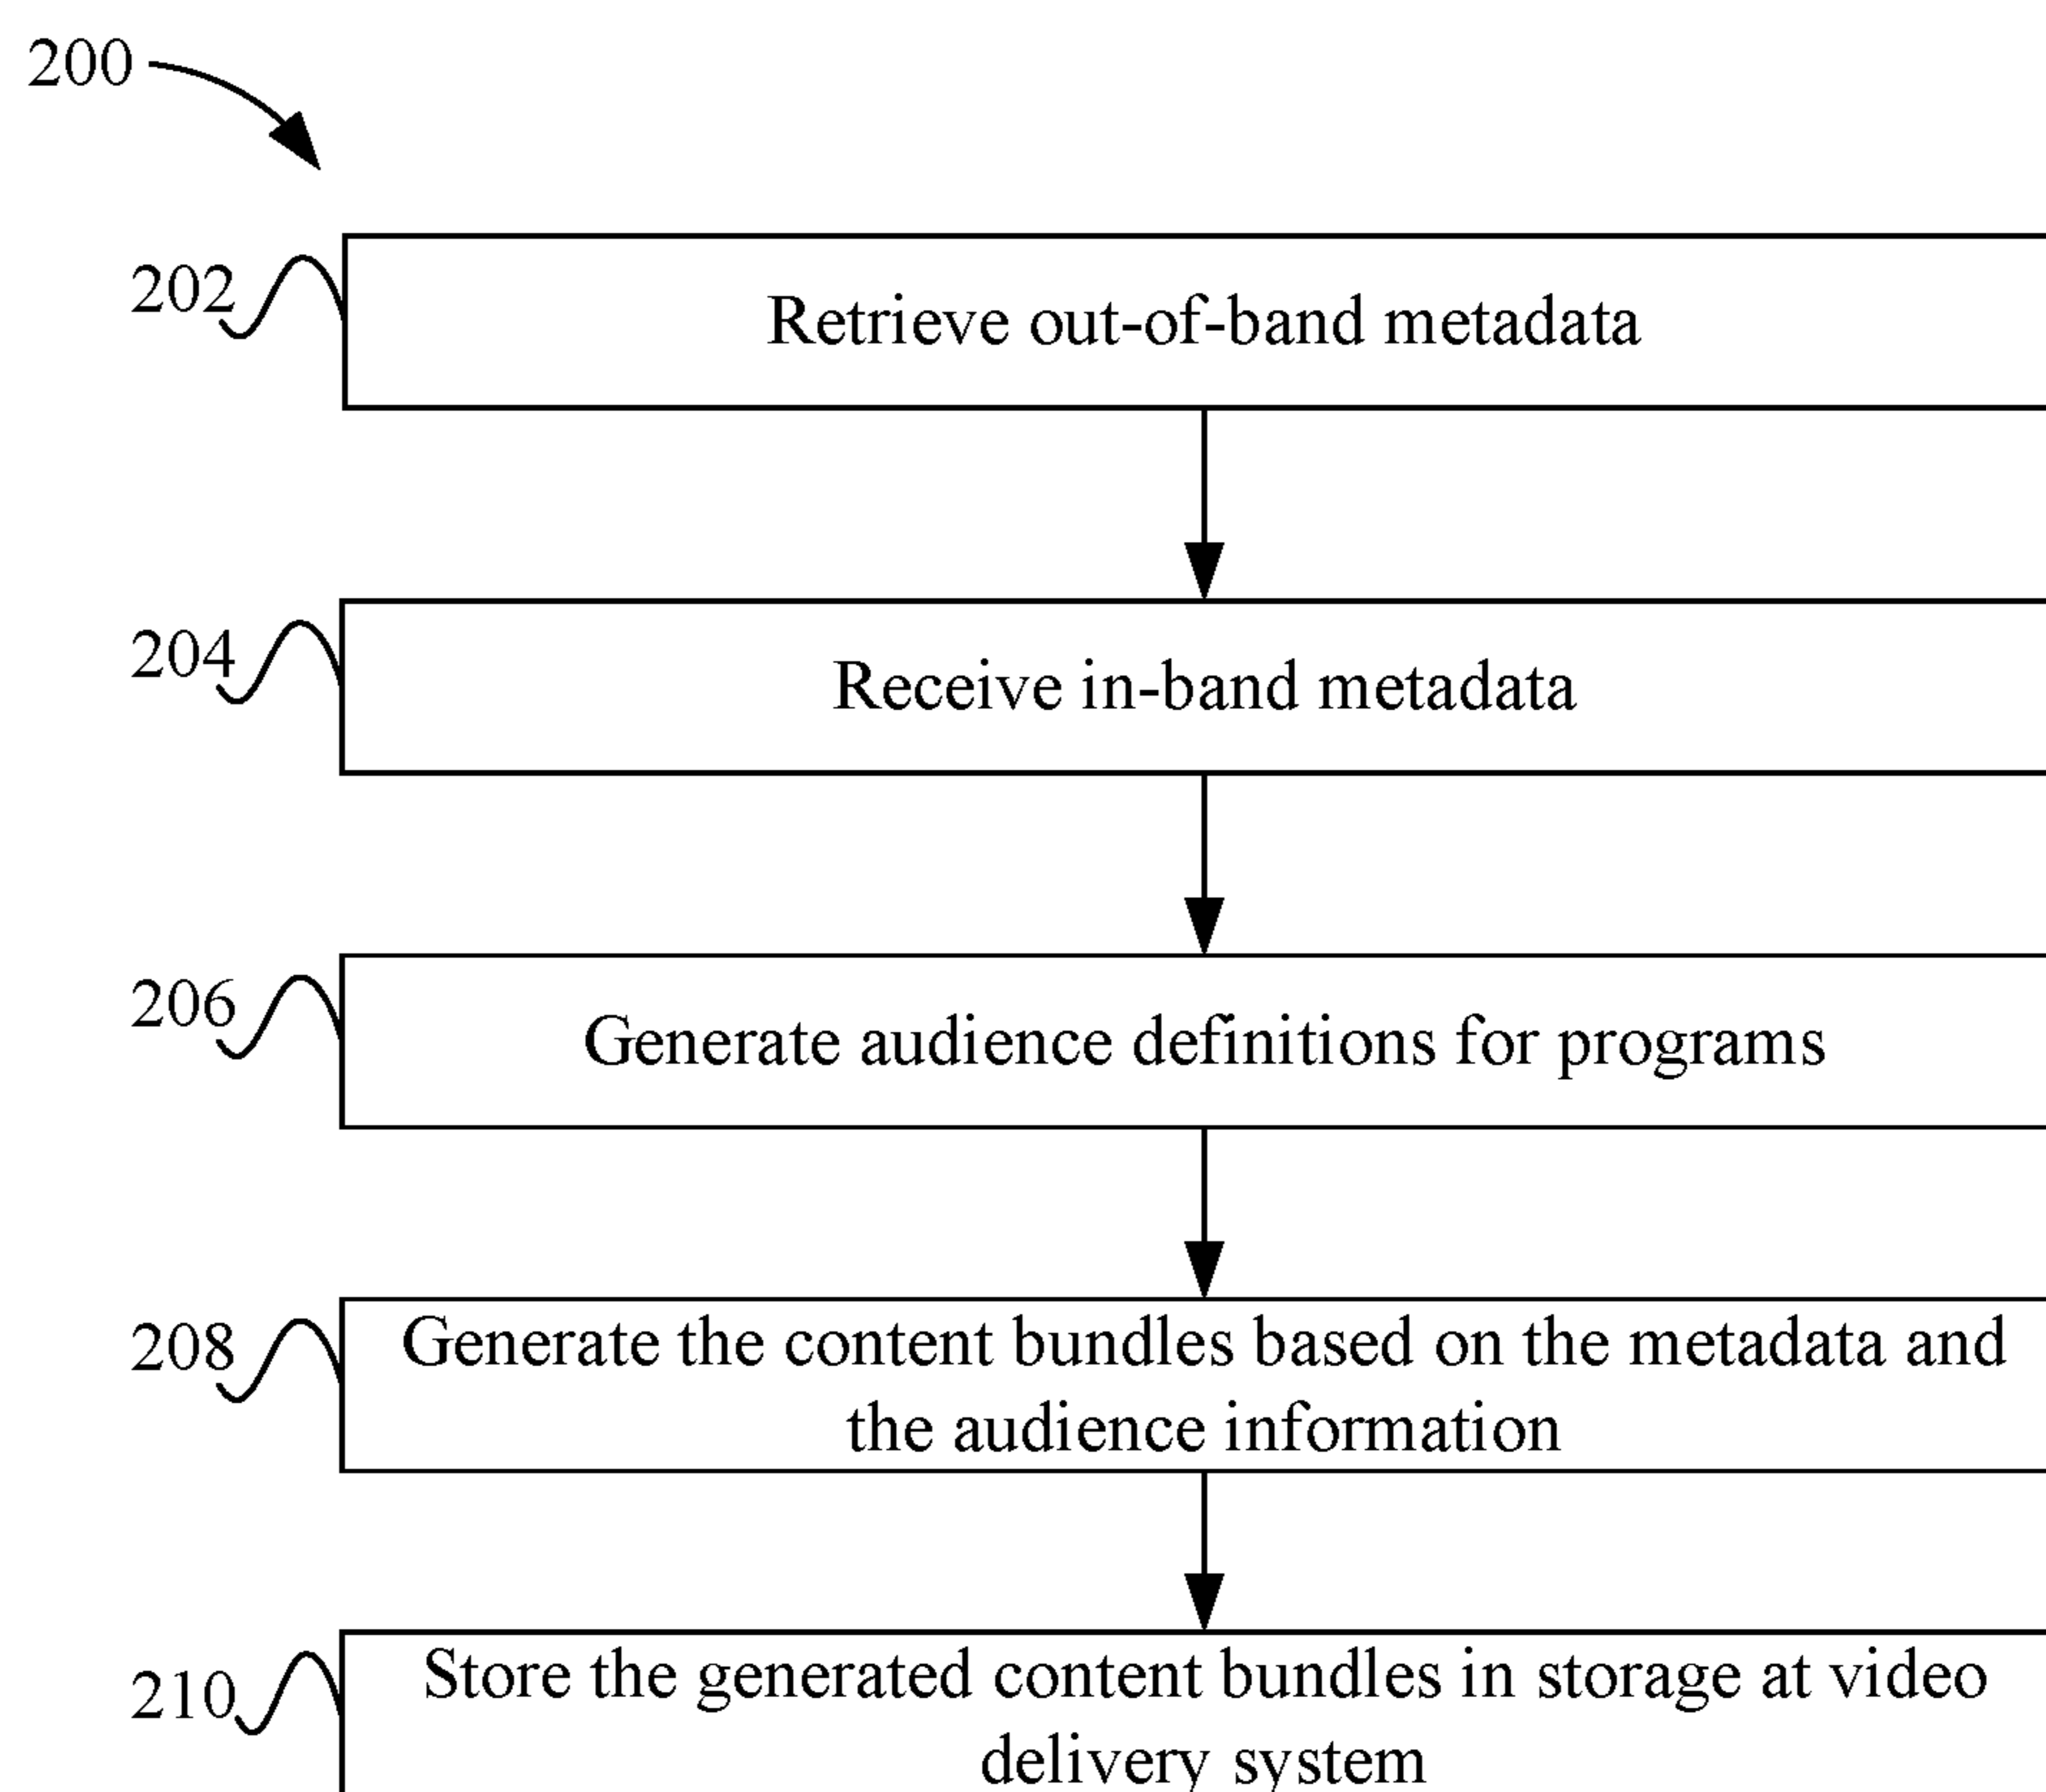 200
202
Retrieve out-of-band metadata
204
Receive in-band metadata
206
Generate audience definitions for programs
208
Generate the content bundles based on the metadata and
the audience information
210
Store the generated content bundles in storage at video
delivery system